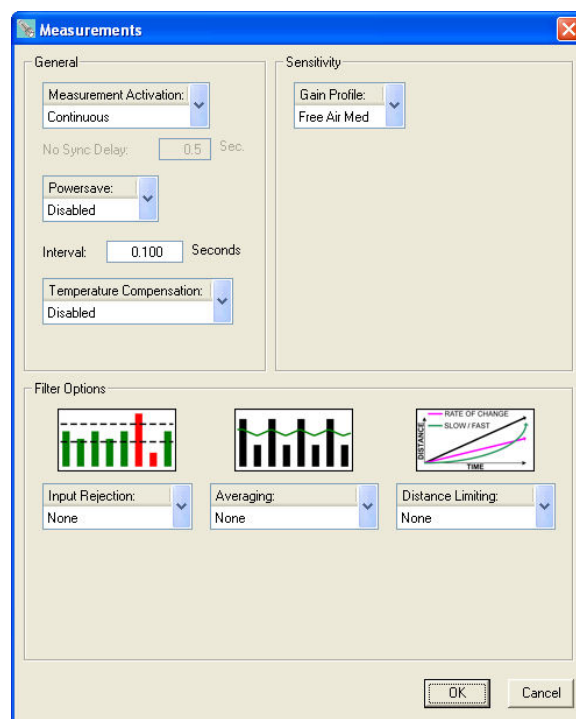 Measurements
General
Measurement Activation:
Continuous
No Sync Delay: 0.5 Sec.
Powersave:
Disabled
Interval: 0.100 Seconds
Temperature Compensation:
Disabled
Sensitivity
Gain Profile:
Free Air Med
Filter Options
RATE OF CHANGE
SLOW / FAST
DISTANCE
TIME
Input Rejection:
None
Averaging:
None
Distance Limiting:
None
OK
Cancel